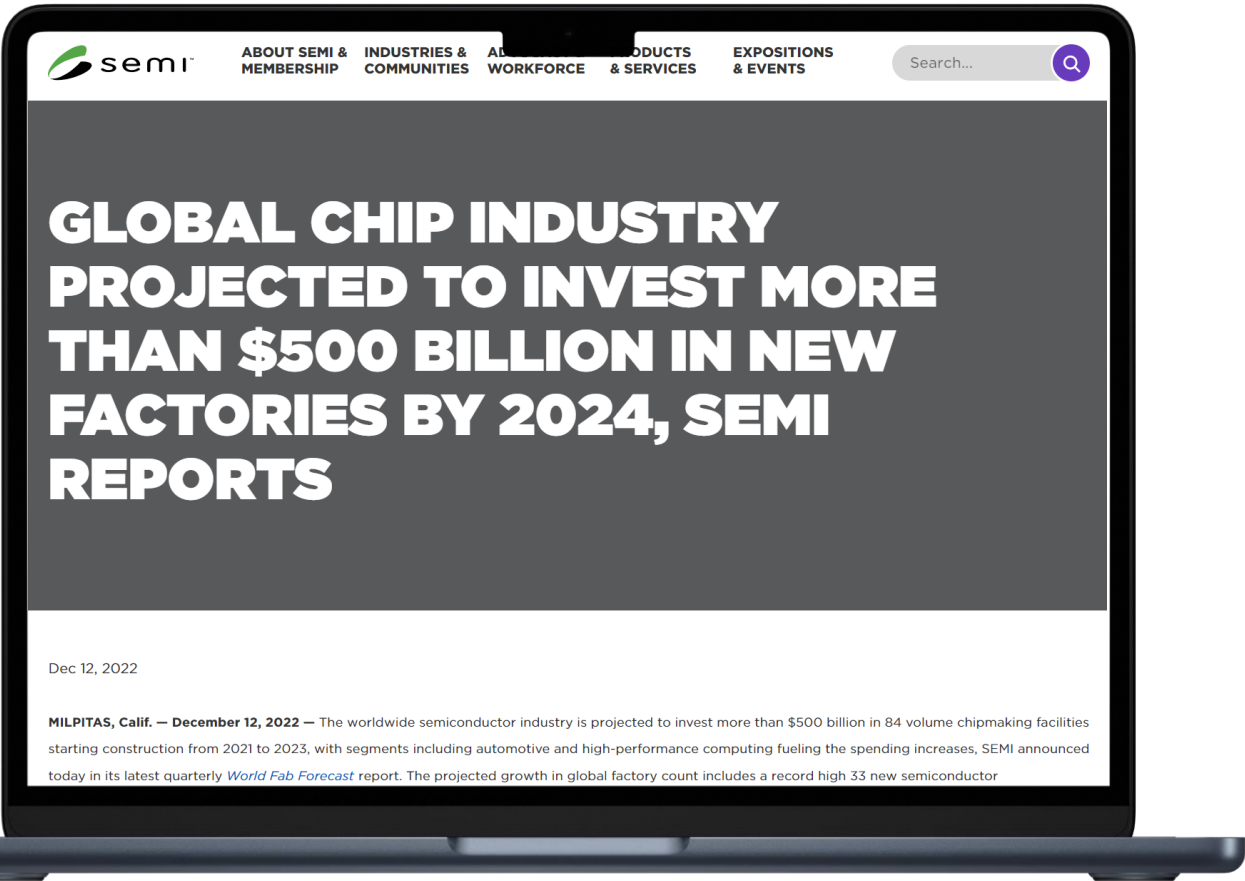 semi™
ABOUT SEMI &
MEMBERSHIP
INDUSTRIES &
COMMUNITIES
WORKFORCE
& SERVICES
EXPOSITIONS
& EVENTS
Search...
GLOBAL CHIP INDUSTRY
PROJECTED TO INVEST MORE
THAN $500 BILLION IN NEW
FACTORIES BY 2024, SEMI
REPORTS
Dec 12, 2022
MILPITAS, Calif. — December 12, 2022 — The worldwide semiconductor industry is projected to invest more than $500 billion in 84 volume chipmaking facilities
starting construction from 2021 to 2023, with segments including automotive and high-performance computing fueling the spending increases, SEMI announced
today in its latest quarterly World Fab Forecast report. The projected growth in global factory count includes a record high 33 new semiconductor